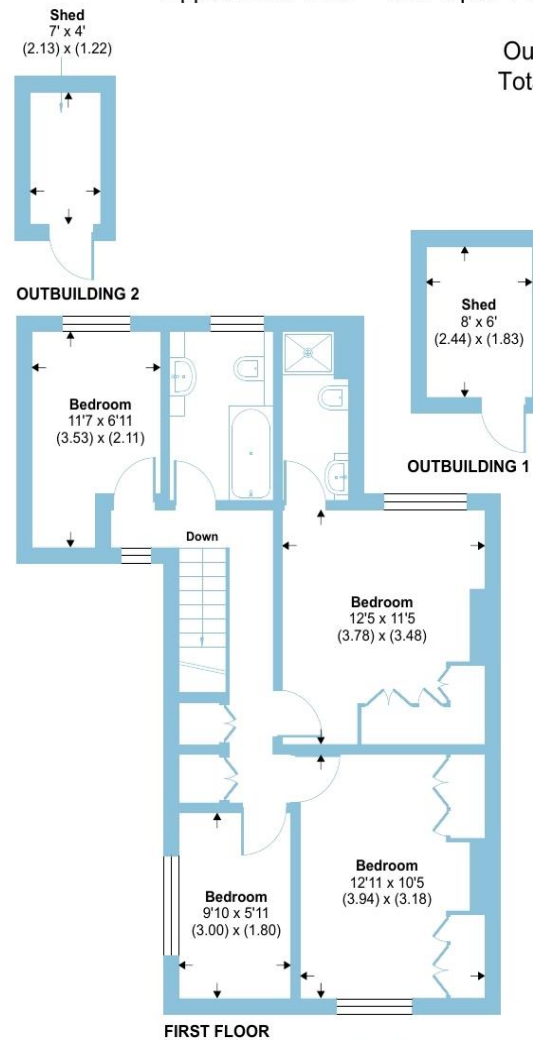 Shed
7' x 4'
(2.13) x (1.22)
OUTBUILDING 2
Shed
8' x 6'
(2.44) x (1.83)
OUTBUILDING 1
Bedroom
11'7 x 6'11
(3.53) x (2.11)
Down
Bedroom
12'5 x 11'5
(3.78) x (3.48)
Bedroom
12'11 x 10'5
(3.94) x (3.18)
Bedroom
9'10 x 5'11
(3.00) x (1.80)
FIRST FLOOR